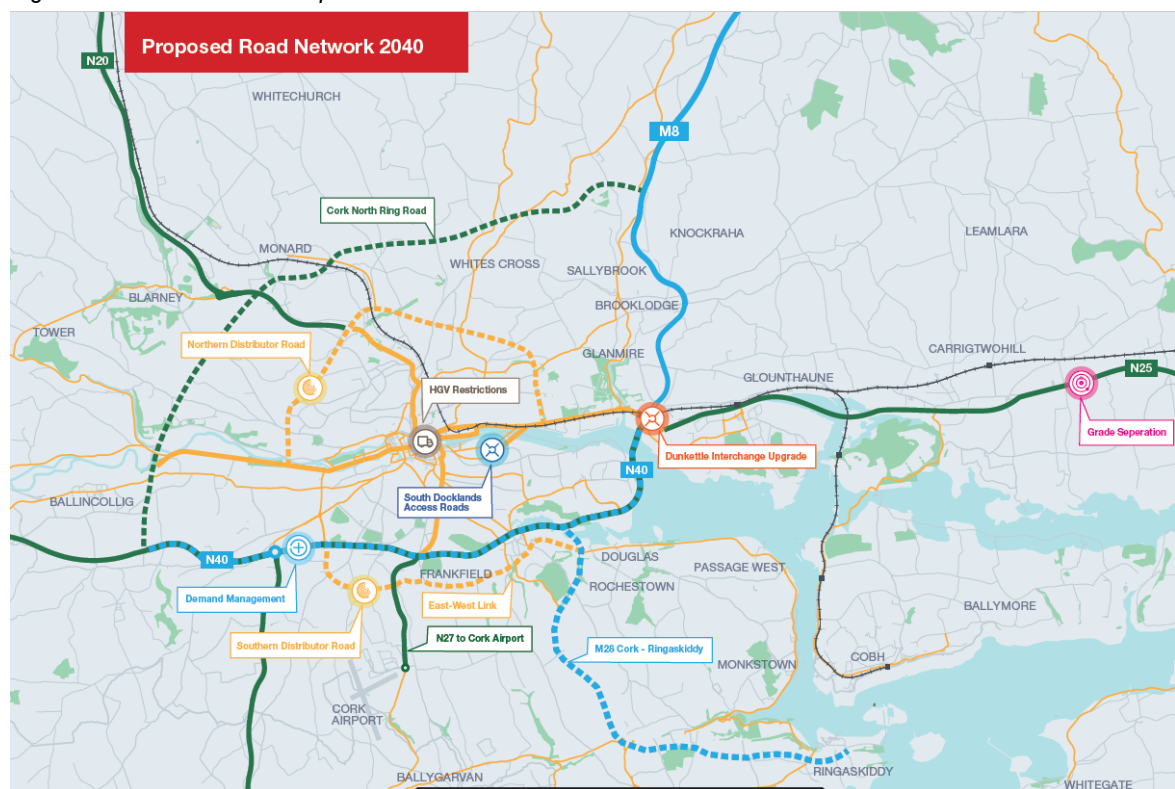 Proposed Road Network 2040
N20
WHITECHURCH
M8
Cork North Ring Road
KNOCKRAHA
LEAMLARA
MONARD
WHITES CROSS
SALLYBROOK
BLARNEY
BROOKLODGE
TOWER
Northern Distributor Road
GLANMIRE
CARRIGTWOHILL
GLOUNTHAUNE
N25
HGV Restrictions
Grade Seperation
Dunkettle Interchange Upgrade
N40
BALLINCOLLIG
South Docklands
Access Roads
N40
DOUGLAS
FRANKFIELD
PASSAGE WEST
ROCHESTOWN
Demand Management
East-West Link
BALLYMORE
N27 to Cork Airport
Southern Distributor Road
M28 Cork - Ringaskiddy
MONKSTOWN
COBH
CORK
AIRPORT
RINGASKIDDY
BALLYGARVAN
WHITEGATE